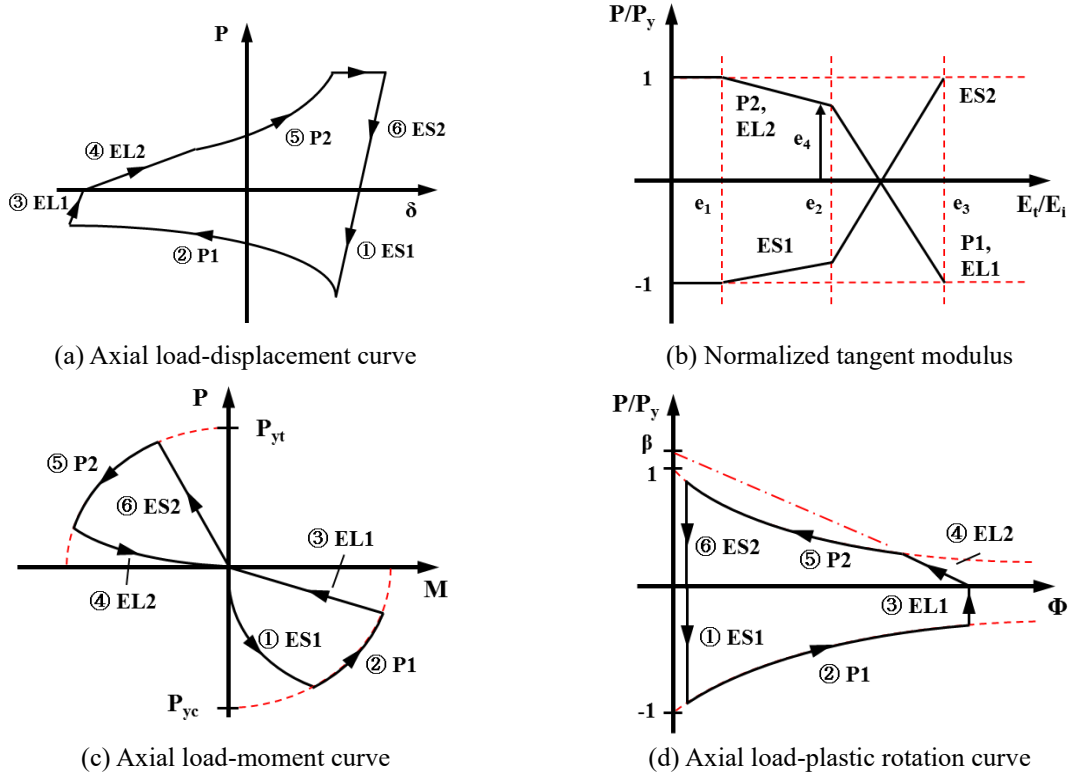 P
④ EL2
⑤ P2
⑥ ES2
③ EL1
δ
② P1
① ES1
(a) Axial load-displacement curve
P/Py
1
P2,
EL2
ES2
e4
e1
e2
e3
Et/Ei
ES1
P1,
EL1
-1
(b) Normalized tangent modulus
P
Pyt
⑤ P2
⑥ ES2
③ EL1
M
④ EL2
① ES1
② P1
Pyc
(c) Axial load-moment curve
P/Py
β
1
④ EL2
⑥ ES2
⑤ P2
③ EL1
Φ
① ES1
② P1
-1
(d) Axial load-plastic rotation curve